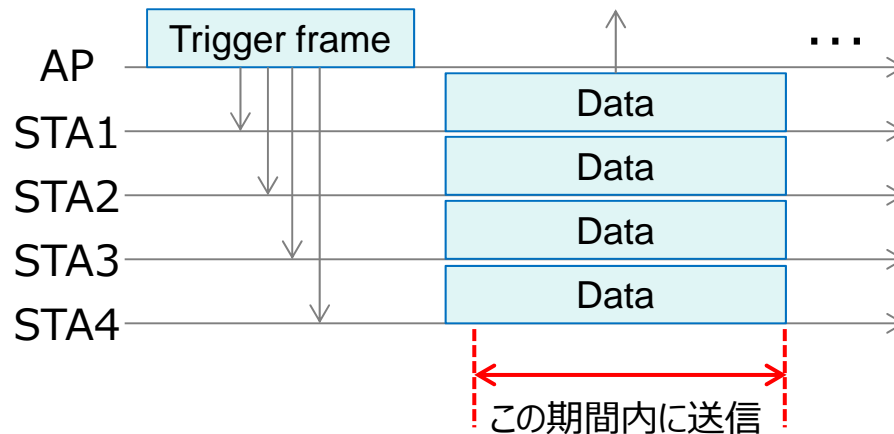 Trigger frame
...
AP
Data
STA1
Data
STA2
Data
STA3
Data
STA4
この期間内に送信